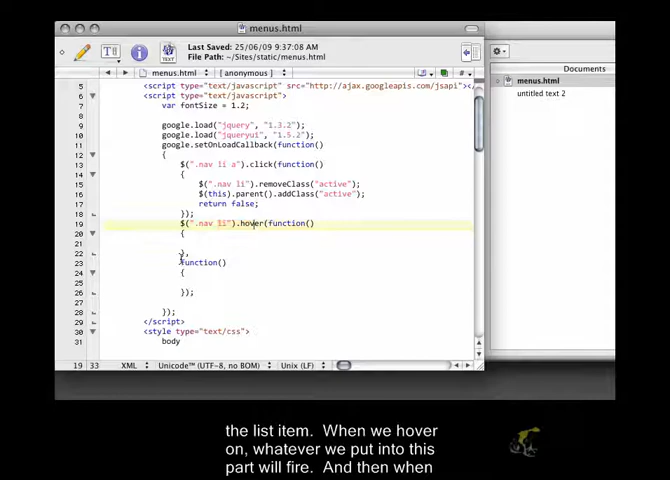 menus.html
Last Saved: 25/06/09 9:37:08 AM
File Path: ~/Sites/static/menus.html
TEXT
menus.html [ anonymous ]
Documents
menus.html
untitled text 2
5 <script type="text/javascript" src="http://ajax.googleapis.com/jsapi"></
6 <script type="text/javascript">
7 var fontSize = 1.2;
8
9 google.load("jquery", "1.3.2");
10 google.load("jqueryui", "1.5.2");
11 google.setOnLoadCallback(function()
12 {
13 $(".nav li a").click(function()
14 {
15 $(".nav li").removeClass("active");
16 $(this).parent().addClass("active");
17 return false;
18 });
19 $(".nav li").hover(function()
20 {
21
22 },
23 function()
24 {
26 });
27
28 });
29 </script>
30 <style type="text/css">
31 body
19 33 XML Unicode™ (UTF-8, no BOM) Unix (LF)
the list item. When we hover
on, whatever we put into this
part will fire. And then when